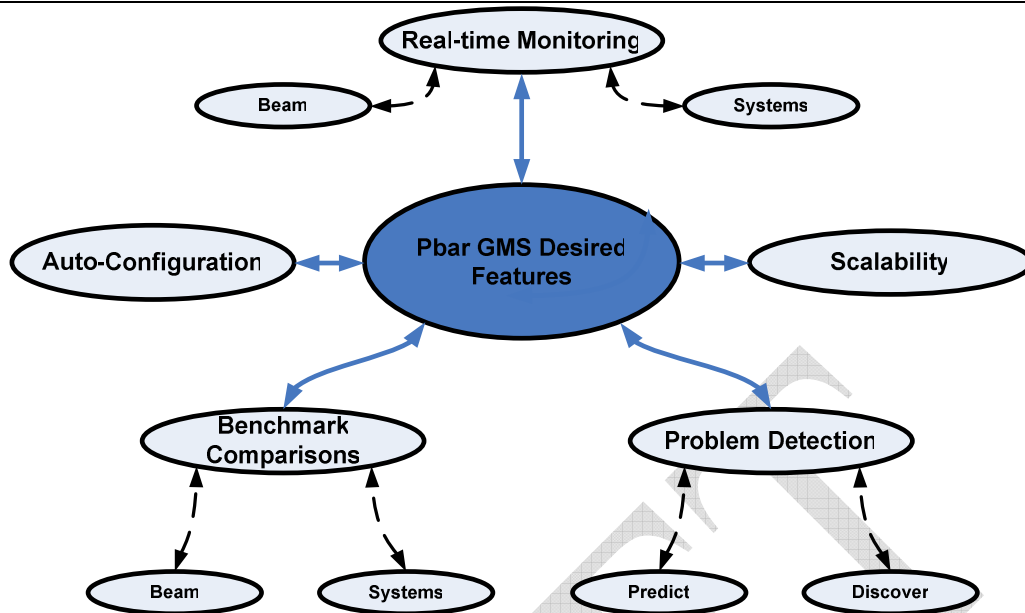 Real-time Monitoring
Beam
Systems
Pbar GMS Desired
Features
Auto-Configuration
Scalability
Benchmark
Comparisons
Problem Detection
Beam
Systems
Predict
Discover